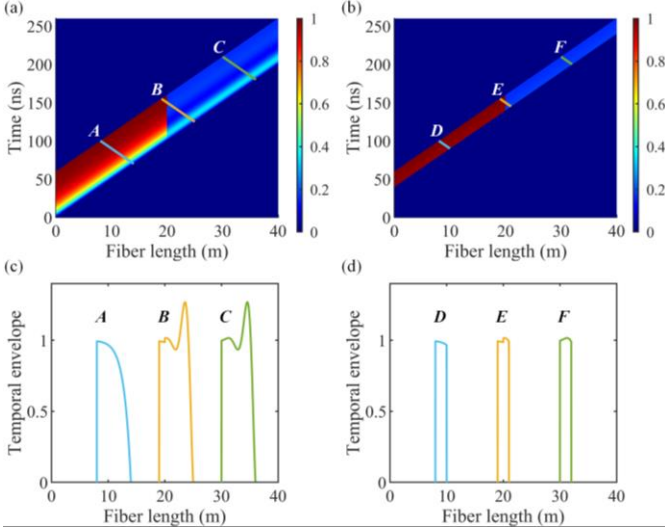 (a)
250
200
150
100
50
0
Time (ns)
0 10 20 30 40
Fiber length (m)
A
B
C
1
0.8
0.6
0.4
0.2
0
(b)
250
200
150
100
50
0
Time (ns)
0 10 20 30 40
Fiber length (m)
D
E
F
1
0.8
0.6
0.4
0.2
0
(c)
1
0.5
0
Temporal envelope
A B C
0 10 20 30 40
Fiber length (m)
(d)
1
0.5
0
Temporal envelope
D E F
0 10 20 30 40
Fiber length (m)